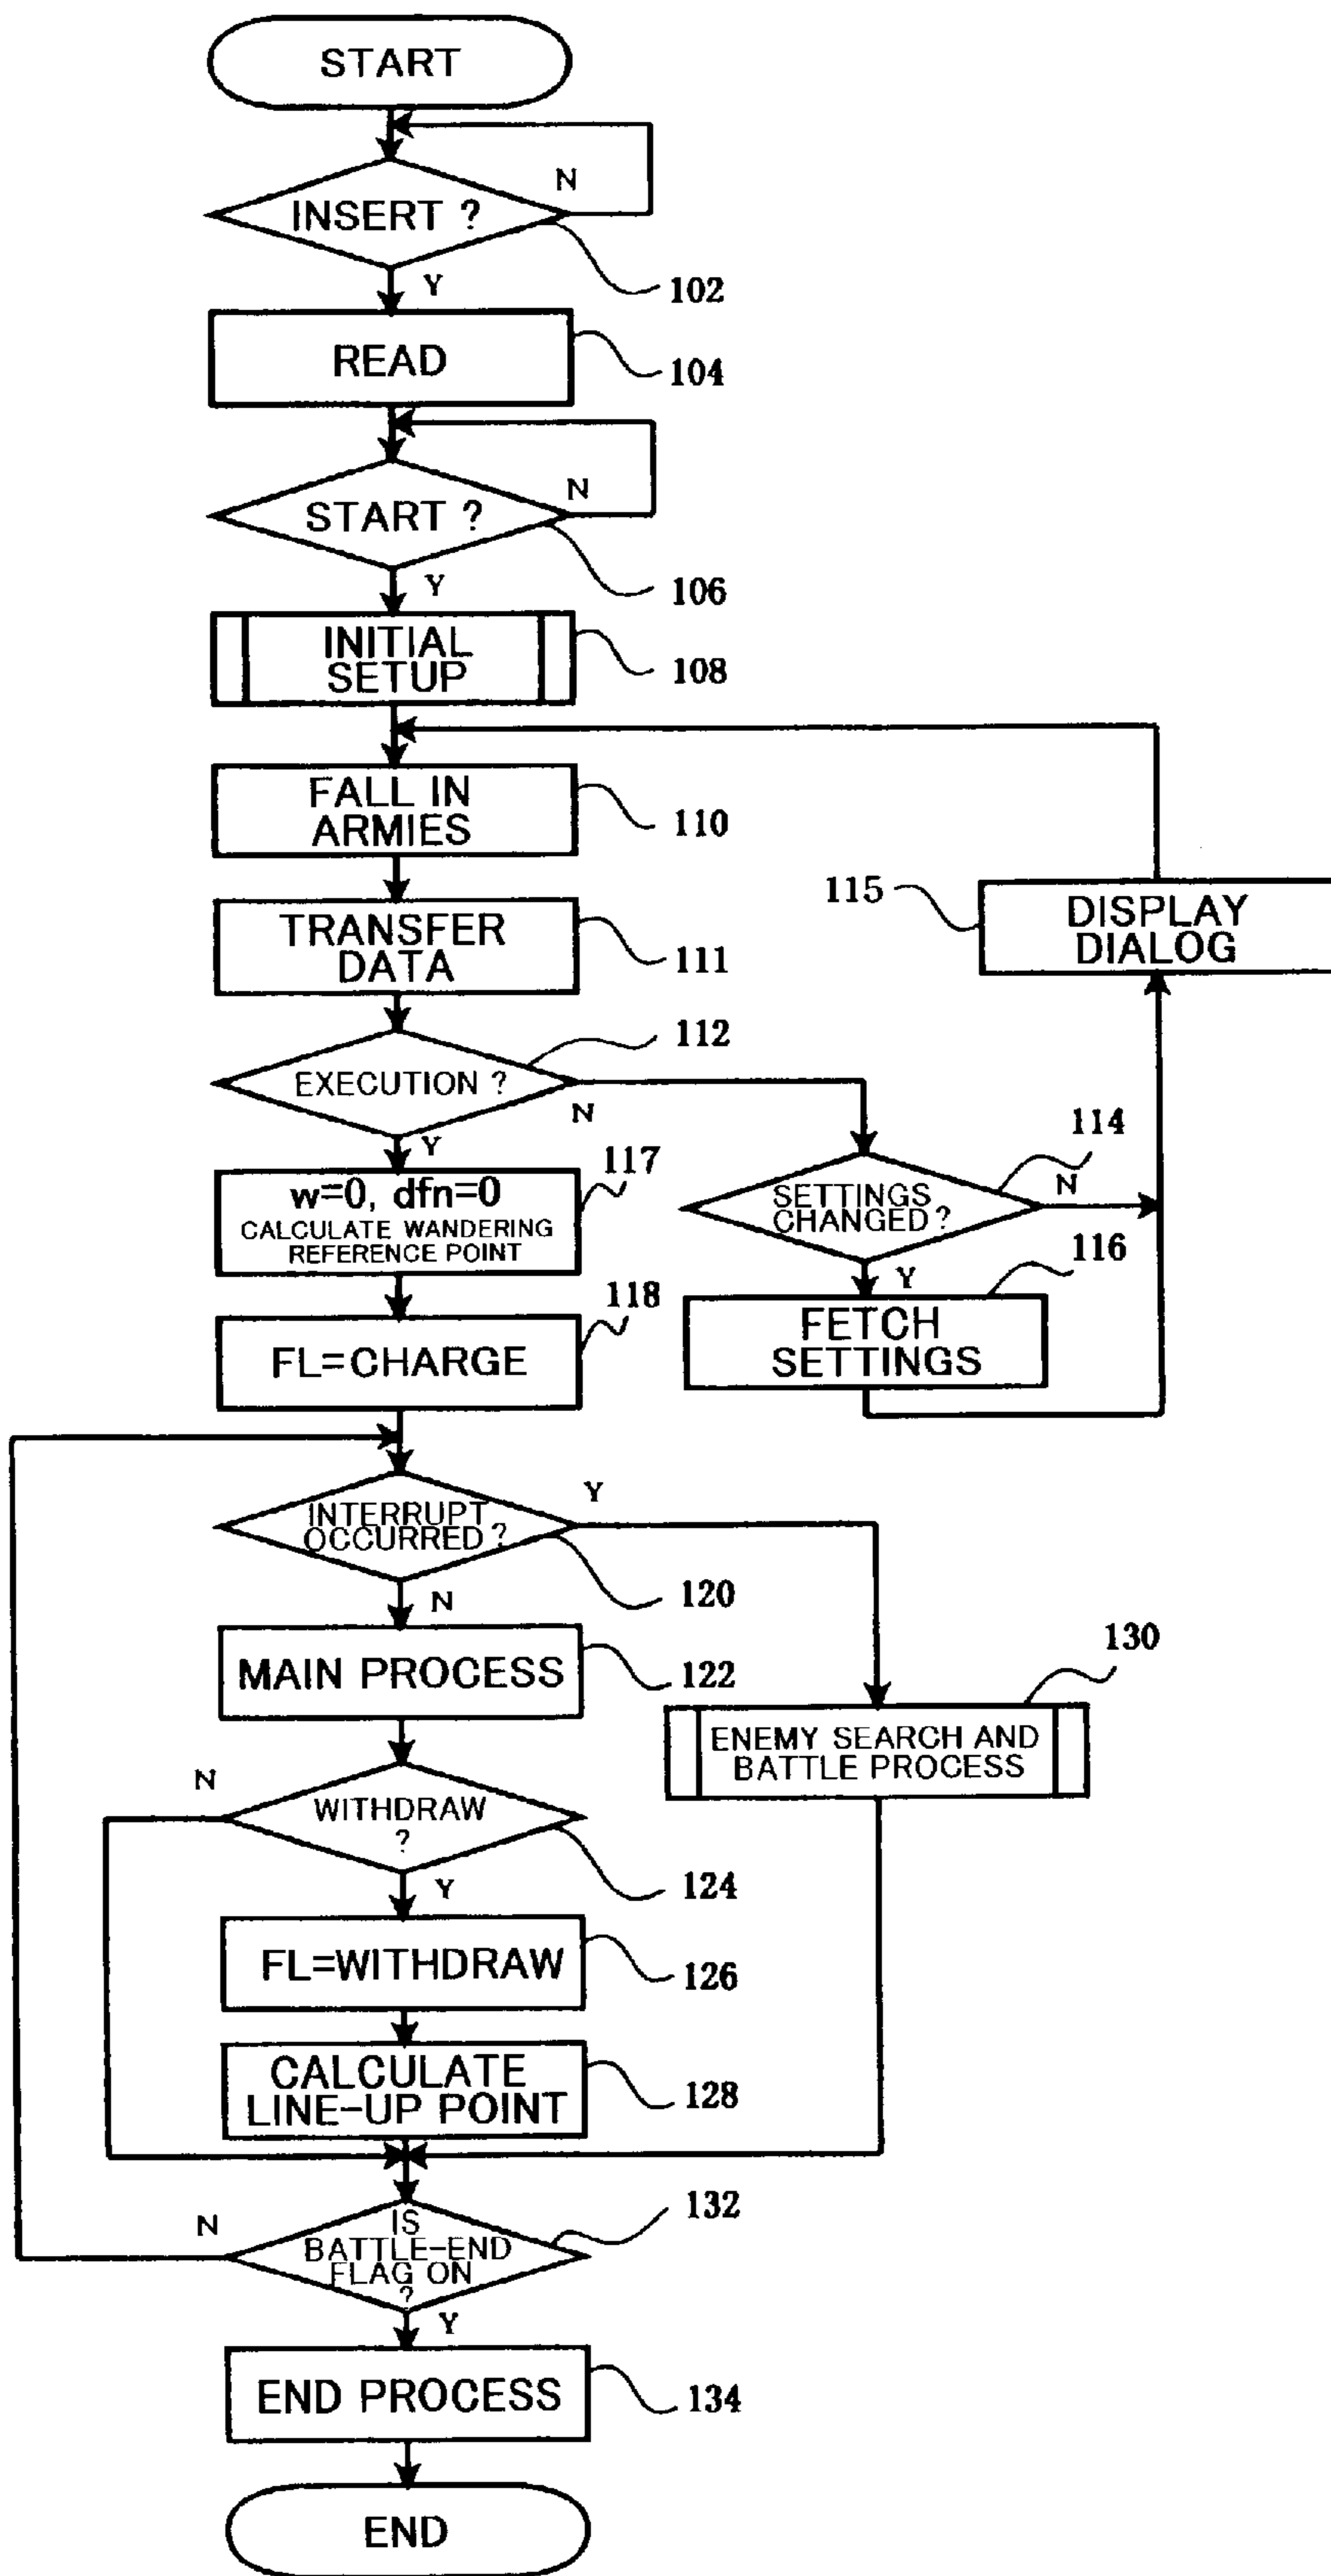 START
INSERT ?
N
102
Y
READ
104
START ?
N
106
Y
INITIAL
SETUP
108
FALL IN
ARMIES
110
115
DISPLAY
DIALOG
TRANSFER
DATA
111
112
EXECUTION ?
N
Y
114
SETTINGS
CHANGED ?
N
Y
116
FETCH
SETTINGS
117
w=0, dfn=0
CALCULATE WANDERING
REFERENCE POINT
118
FL=CHARGE
Y
INTERRUPT
OCCURRED ?
120
N
MAIN PROCESS
122
130
ENEMY SEARCH AND
BATTLE PROCESS
N
WITHDRAW
?
124
Y
FL=WITHDRAW
126
CALCULATE
LINE-UP POINT
128
132
N
IS
BATTLE-END
FLAG ON
?
Y
END PROCESS
134
END